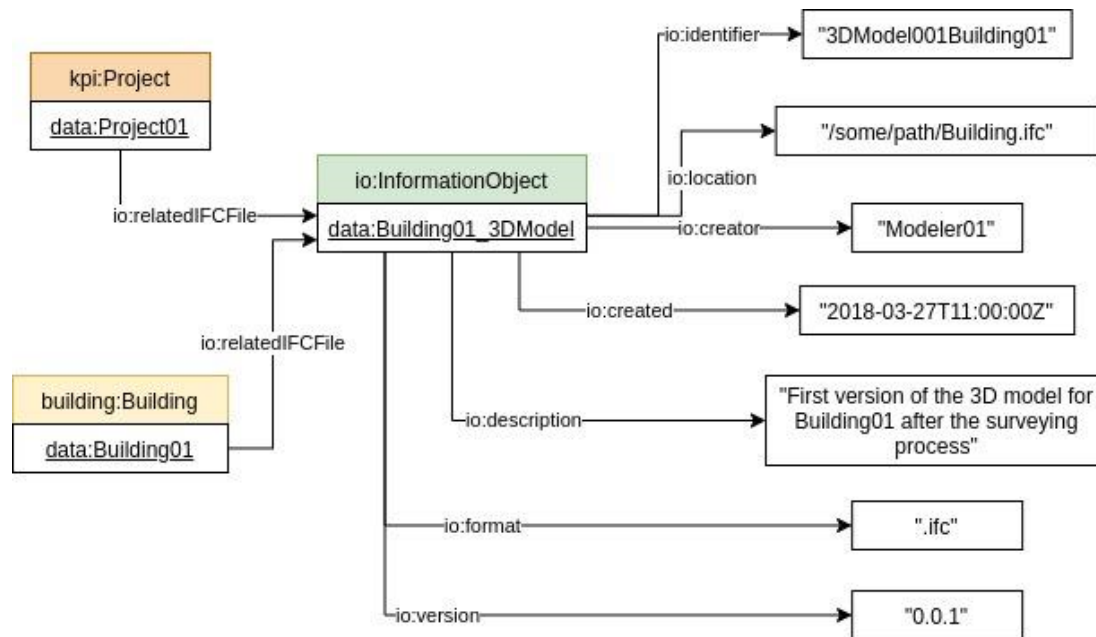 io:identifier
"3DModel001Building01"
kpi:Project
data:Project01
"/some/path/Building.ifc"
io:InformationObject
io:location
io:relatedIFCFile
data:Building01_3DModel
io:creator
"Modeler01"
io:created
"2018-03-27T11:00:00Z"
io:relatedIFCFile
building:Building
data:Building01
io:description
"First version of the 3D model for
Building01 after the surveying
process"
io:format
".ifc"
io:version
"0.0.1"